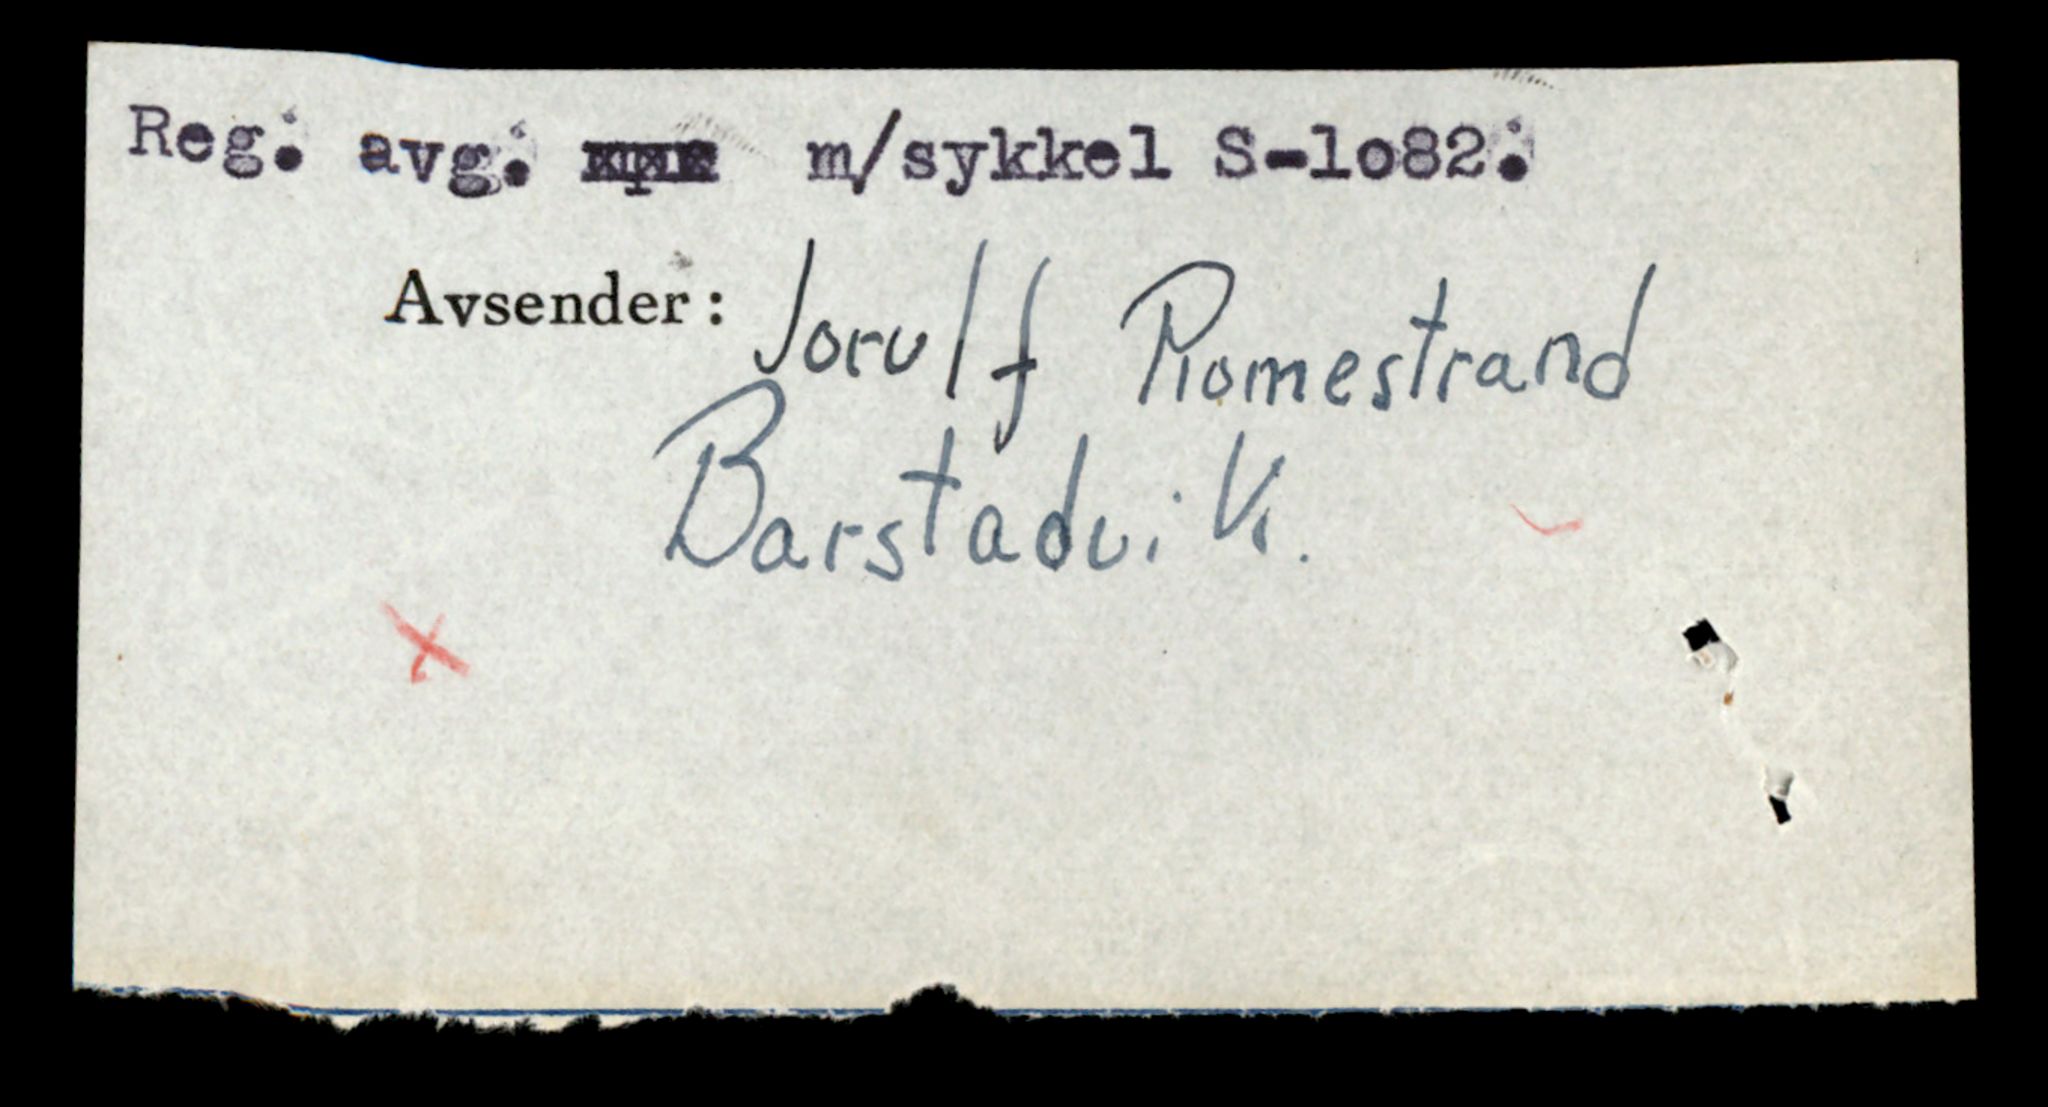 Reg. avg. m/sykkel S-1o82.
Avsender: Jorulf Romestrand
Barstadvik.